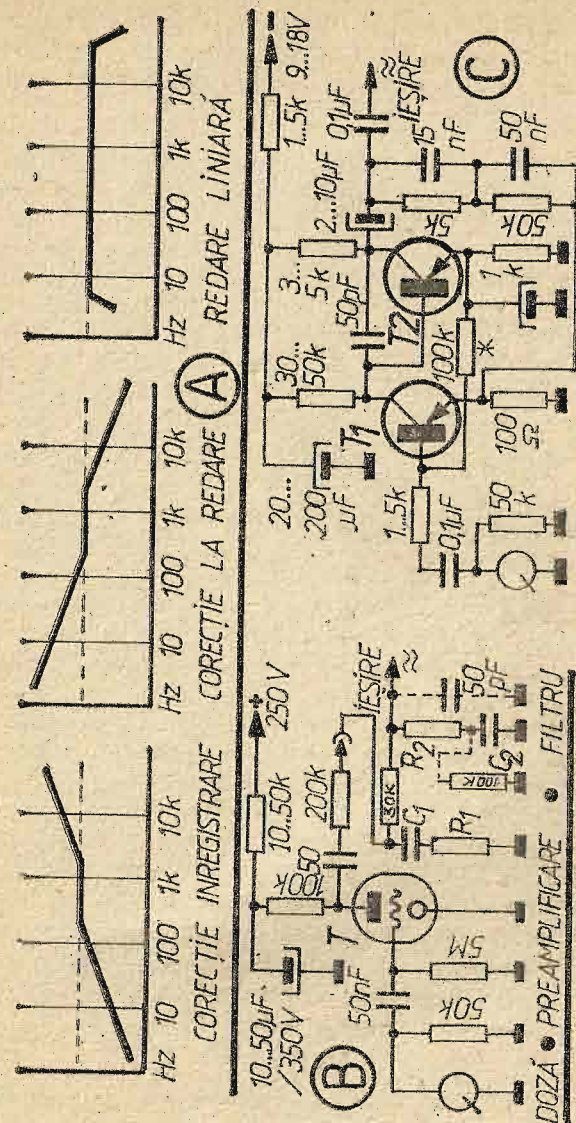 Hz 10 100 1k 10k
CORECȚIE INREGISTRARE
Hz 10 100 1k 10k
CORECȚIE LA REDARE
A
Hz 10 100 1k 10k
REDARE LINIARĂ
B
10...50µF
/350V
+
250V
10...50k
100k
50
200k
T
50nF
50k
5M
30k
C1
R1
R2
C2
100k
50
pF
IEȘIRE
≈
DOZĂ • PREAMPLIFICARE • FILTRU
C
20...
200
µF
30...
50k
3...
5k
50pF
1...5k
9...18V
−
2...10µF
0,1µF
IEȘIRE
≈
T1
T2
1...5k
0,1µF
50
k
100
Ω
100k
*
1
k
5k
50k
15
nF
50
nF